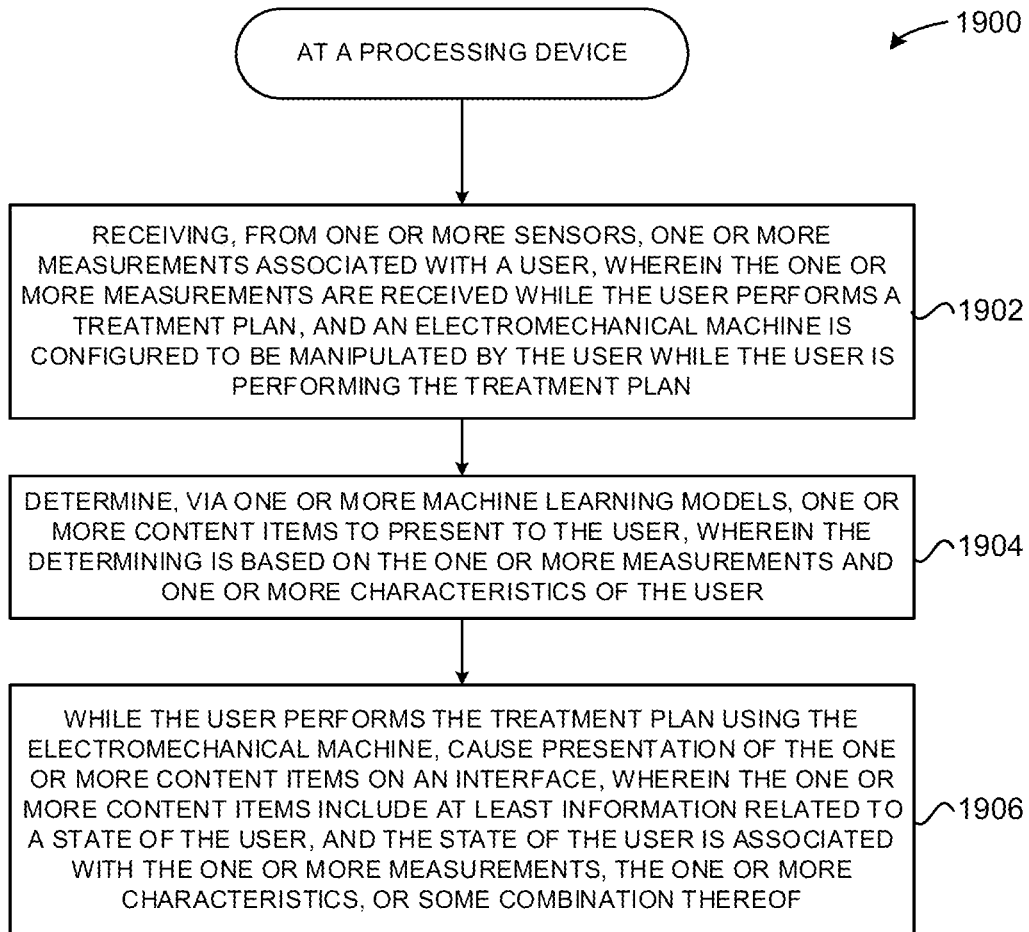 AT A PROCESSING DEVICE
1900
RECEIVING, FROM ONE OR MORE SENSORS, ONE OR MORE
MEASUREMENTS ASSOCIATED WITH A USER, WHEREIN THE ONE OR
MORE MEASUREMENTS ARE RECEIVED WHILE THE USER PERFORMS A
TREATMENT PLAN, AND AN ELECTROMECHANICAL MACHINE IS
CONFIGURED TO BE MANIPULATED BY THE USER WHILE THE USER IS
PERFORMING THE TREATMENT PLAN
1902
DETERMINE, VIA ONE OR MORE MACHINE LEARNING MODELS, ONE OR
MORE CONTENT ITEMS TO PRESENT TO THE USER, WHEREIN THE
DETERMINING IS BASED ON THE ONE OR MORE MEASUREMENTS AND
ONE OR MORE CHARACTERISTICS OF THE USER
1904
WHILE THE USER PERFORMS THE TREATMENT PLAN USING THE
ELECTROMECHANICAL MACHINE, CAUSE PRESENTATION OF THE ONE
OR MORE CONTENT ITEMS ON AN INTERFACE, WHEREIN THE ONE OR
MORE CONTENT ITEMS INCLUDE AT LEAST INFORMATION RELATED TO
A STATE OF THE USER, AND THE STATE OF THE USER IS ASSOCIATED
WITH THE ONE OR MORE MEASUREMENTS, THE ONE OR MORE
CHARACTERISTICS, OR SOME COMBINATION THEREOF
1906